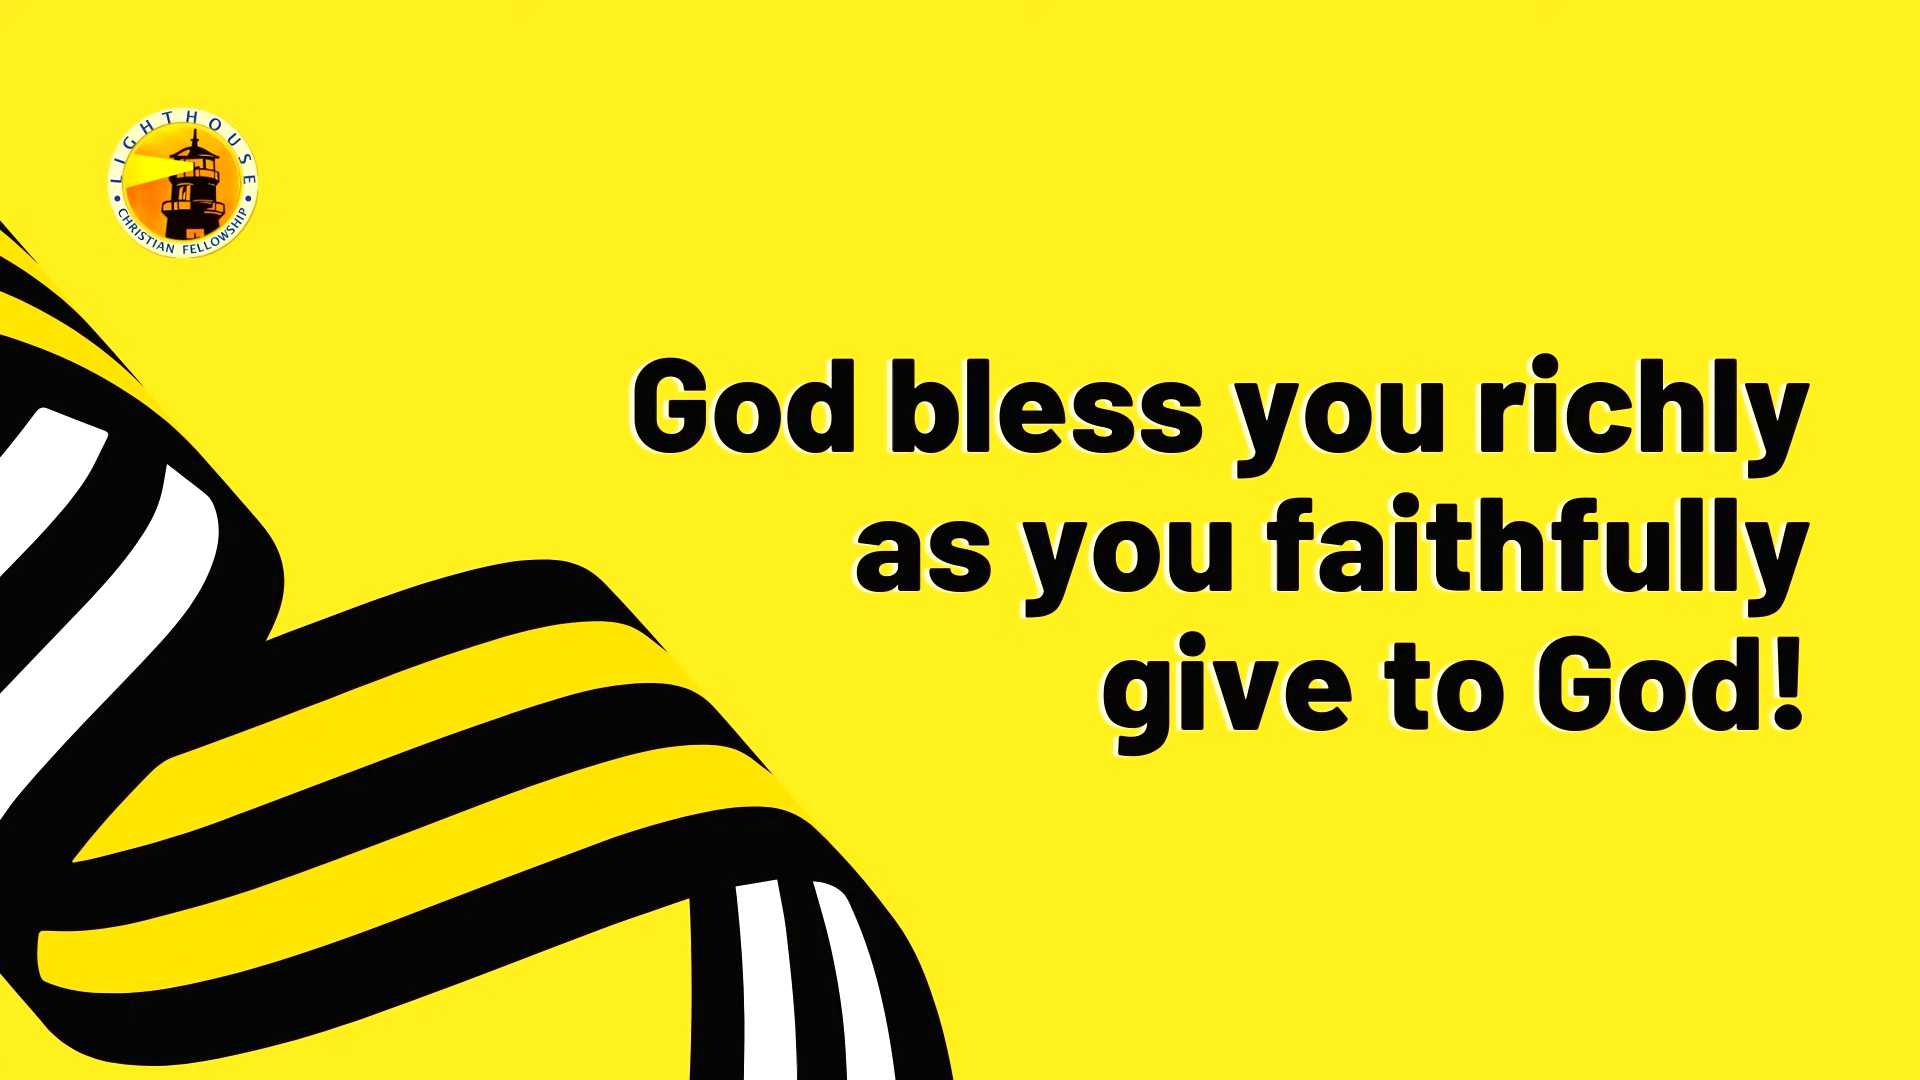 LIGHTHOUSE
CHRISTIAN FELLOWSHIP
God bless you richly
as you faithfully
give to God!